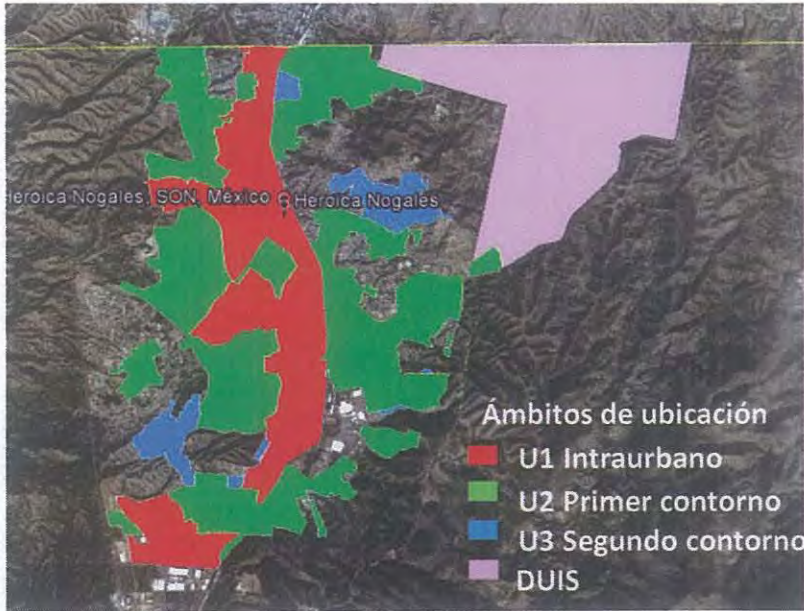 Heroica Nogales, SON, México Heroica Nogales
Ámbitos de ubicación
U1 Intraurbano
U2 Primer contorno
U3 Segundo contorno
DUIS